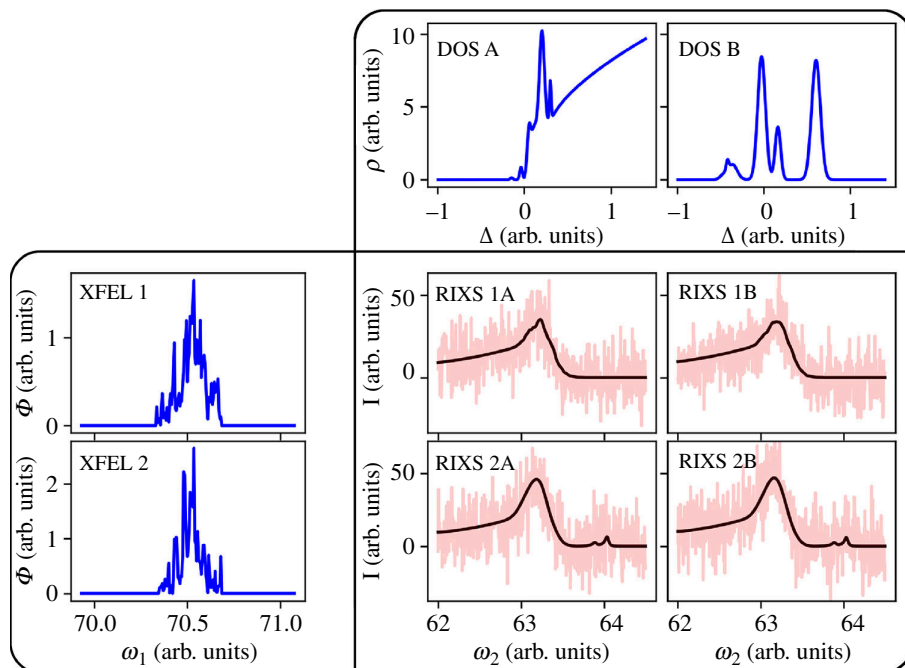 DOS A
DOS B
ρ (arb. units)
10
5
0
−1
0
1
−1
0
1
Δ (arb. units)
Δ (arb. units)
XFEL 1
Φ (arb. units)
1
0
RIXS 1A
RIXS 1B
I (arb. units)
50
0
XFEL 2
Φ (arb. units)
2
1
0
RIXS 2A
RIXS 2B
I (arb. units)
50
0
70.0
70.5
71.0
62
63
64
62
63
64
ω1 (arb. units)
ω2 (arb. units)
ω2 (arb. units)